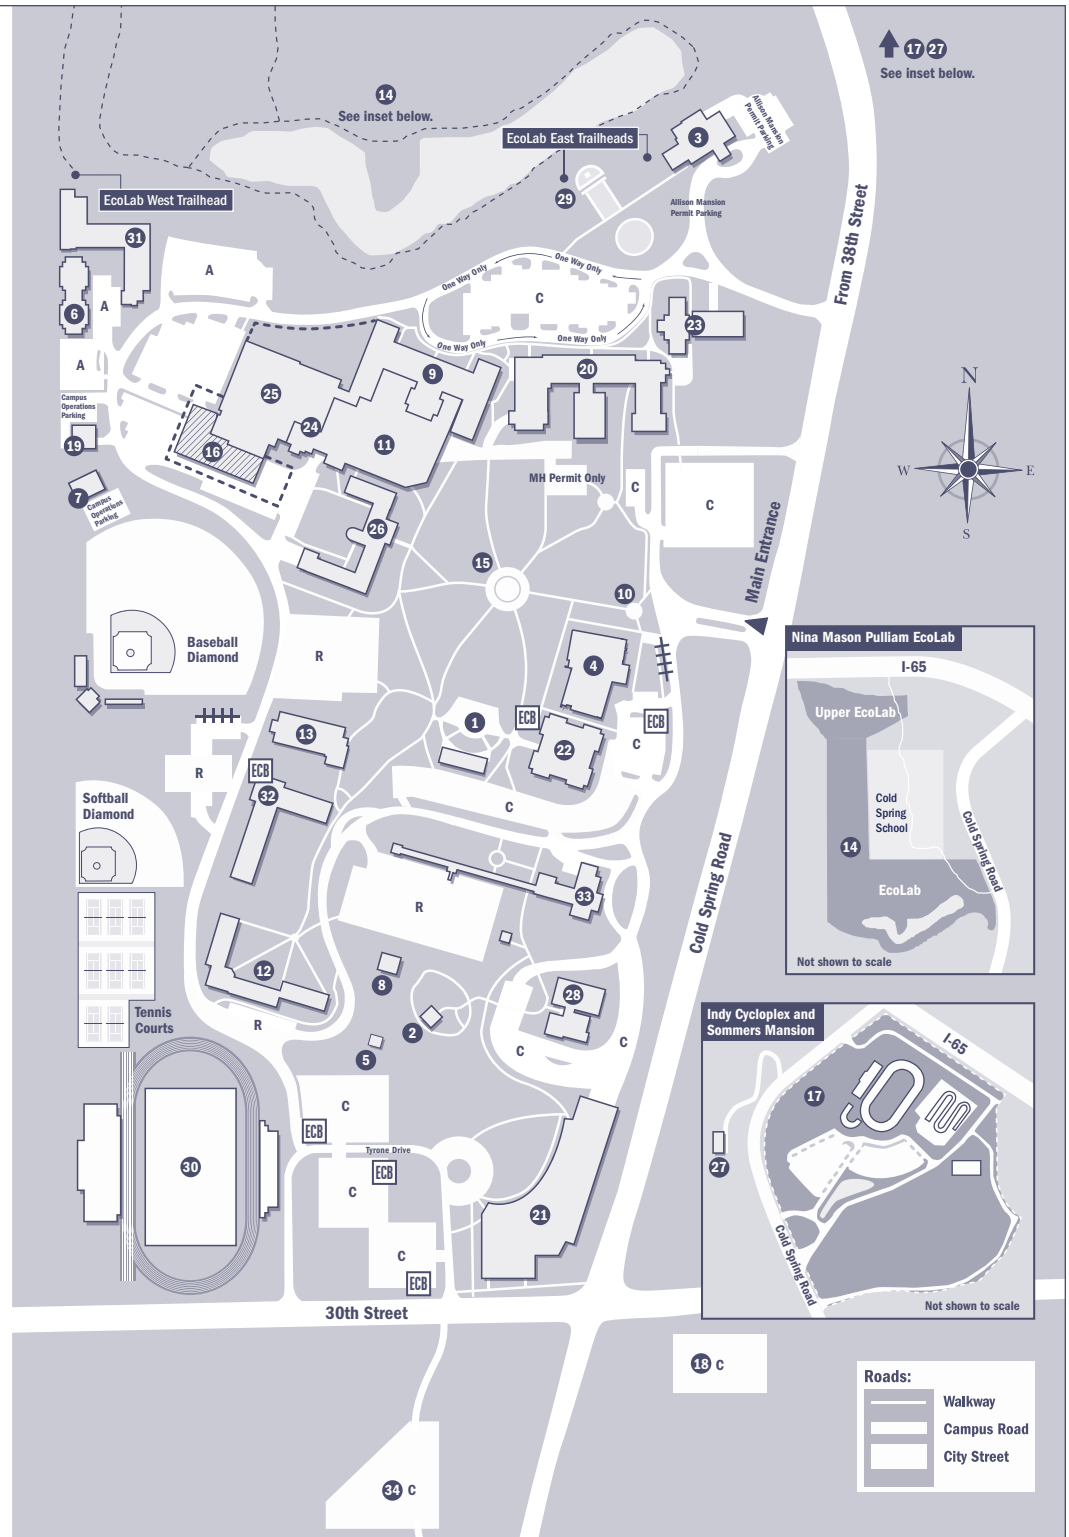 17 27
See inset below.
14
See inset below.
EcoLab East Trailheads
3
Allison Mansion
Permit Parking
EcoLab West Trailhead
29
Allison Mansion
Permit Parking
31
From 38th Street
A
One Way Only
One Way Only
C
6
A
23
One Way Only
One Way Only
A
20
9
25
Campus
Operations
Parking
24
11
19
16
N
W
E
S
MH Permit Only
C
C
7
Campus
Operations
Parking
26
Main Entrance
15
10
Nina Mason Pulliam EcoLab
I-65
Upper EcoLab
Cold
Spring
School
14
Cold Spring Road
EcoLab
Not shown to scale
Baseball
Diamond
R
4
1
ECB
ECB
13
22
C
R
ECB
32
Softball
Diamond
C
Cold Spring Road
R
33
12
8
28
Tennis
Courts
R
2
5
C
C
Indy Cycloplex and
Sommers Mansion
I-65
17
27
Cold Spring Road
Not shown to scale
C
ECB
Tyrone Drive
30
ECB
C
21
C
ECB
30th Street
18 C
Roads:
Walkway
Campus Road
City Street
34 C